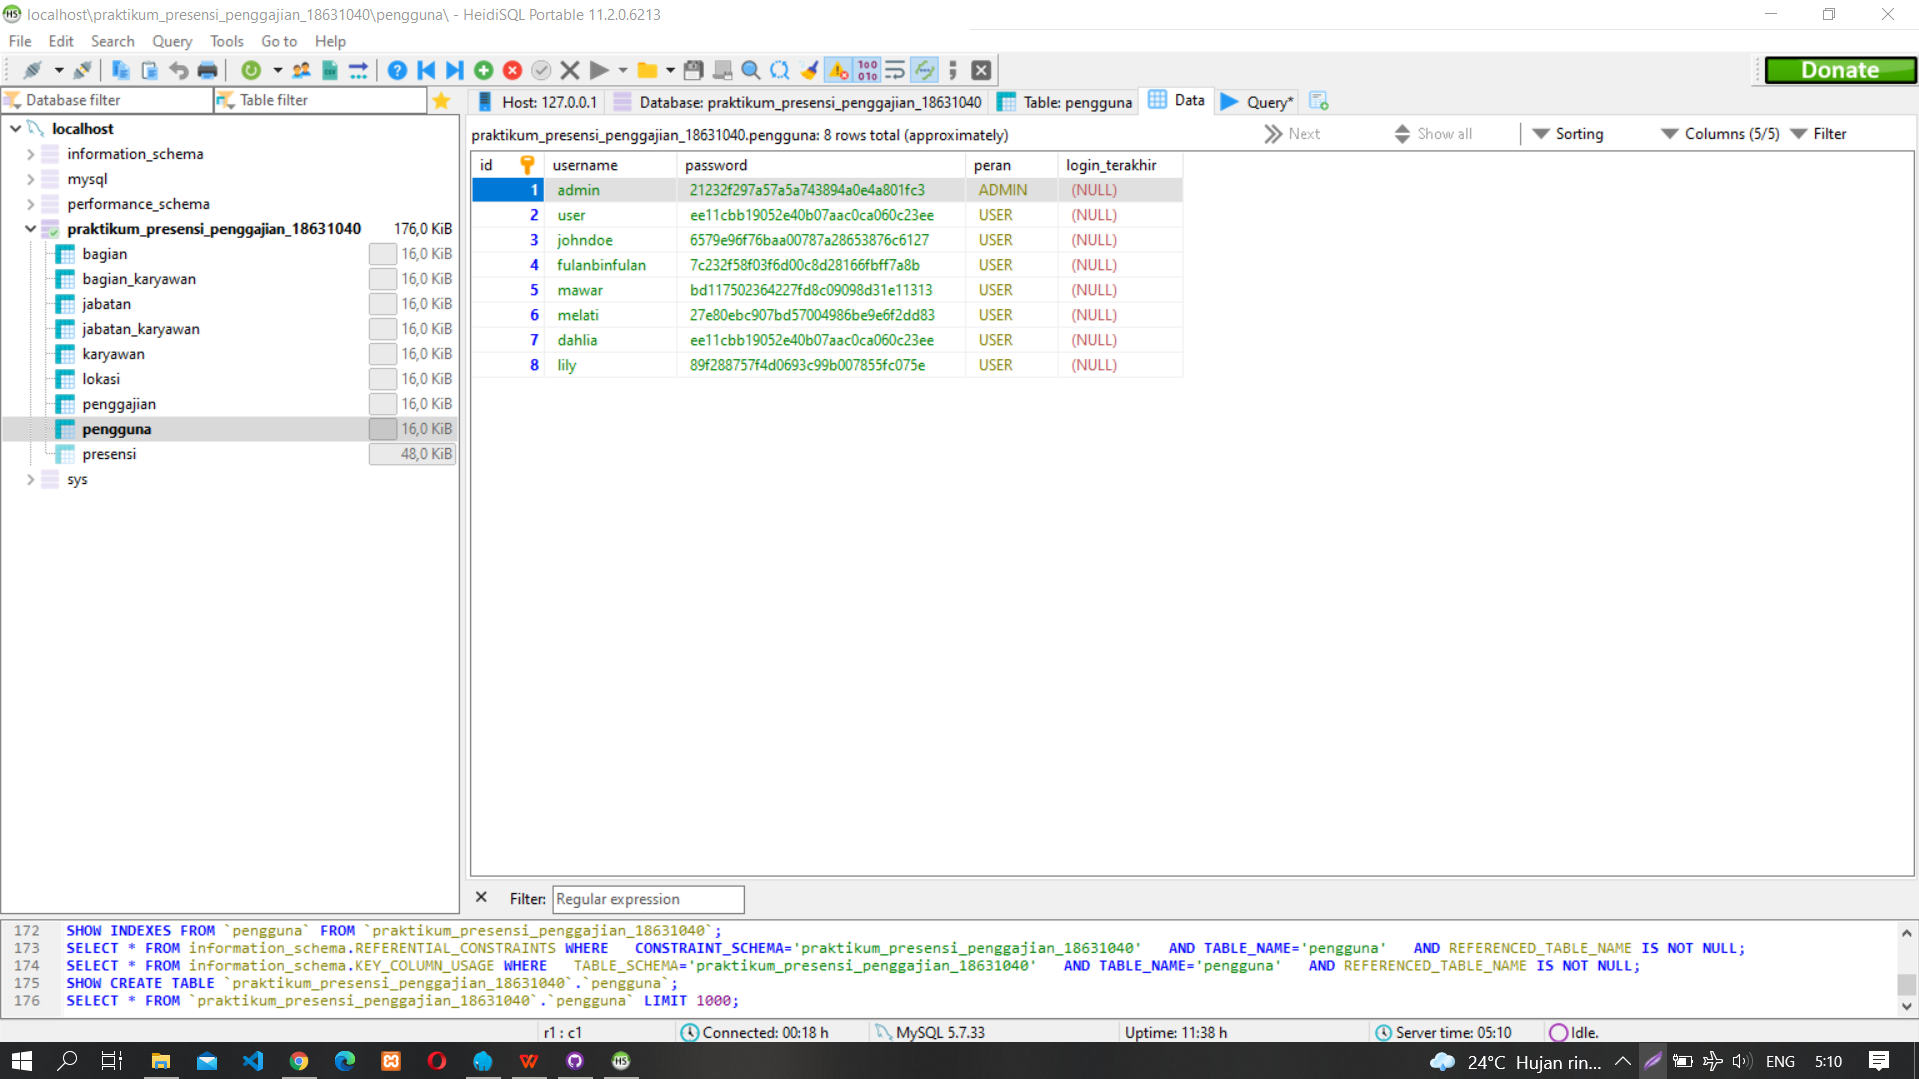 localhost\praktikum_presensi_penggajian_18631040\pengguna\ - HeidiSQL Portable 11.2.0.6213
File Edit Search Query Tools Go to Help
Donate
Database filter Table filter
Host: 127.0.0.1 Database: praktikum_presensi_penggajian_18631040 Table: pengguna Data Query*
praktikum_presensi_penggajian_18631040.pengguna: 8 rows total (approximately) Next Show all Sorting Columns (5/5) Filter
localhost
information_schema
mysql
performance_schema
praktikum_presensi_penggajian_18631040 176,0 KiB
bagian 16,0 KiB
bagian_karyawan 16,0 KiB
jabatan 16,0 KiB
jabatan_karyawan 16,0 KiB
karyawan 16,0 KiB
lokasi 16,0 KiB
penggajian 16,0 KiB
pengguna 16,0 KiB
presensi 48,0 KiB
sys
id username password peran login_terakhir
1 admin 21232f297a57a5a743894a0e4a801fc3 ADMIN (NULL)
2 user ee11cbb19052e40b07aac0ca060c23ee USER (NULL)
3 johndoe 6579e96f76baa00787a28653876c6127 USER (NULL)
4 fulanbinfulan 7c232f58f03f6d00c8d28166fbff7a8b USER (NULL)
5 mawar bd117502364227fd8c09098d31e11313 USER (NULL)
6 melati 27e80ebc907bd57004986be9e6f2dd83 USER (NULL)
7 dahlia ee11cbb19052e40b07aac0ca060c23ee USER (NULL)
8 lily 89f288757f4d0693c99b007855fc075e USER (NULL)
Filter: Regular expression
172 SHOW INDEXES FROM `pengguna` FROM `praktikum_presensi_penggajian_18631040`;
173 SELECT * FROM information_schema.REFERENTIAL_CONSTRAINTS WHERE CONSTRAINT_SCHEMA='praktikum_presensi_penggajian_18631040' AND TABLE_NAME='pengguna' AND REFERENCED_TABLE_NAME IS NOT NULL;
174 SELECT * FROM information_schema.KEY_COLUMN_USAGE WHERE TABLE_SCHEMA='praktikum_presensi_penggajian_18631040' AND TABLE_NAME='pengguna' AND REFERENCED_TABLE_NAME IS NOT NULL;
175 SHOW CREATE TABLE `praktikum_presensi_penggajian_18631040`.`pengguna`;
176 SELECT * FROM `praktikum_presensi_penggajian_18631040`.`pengguna` LIMIT 1000;
r1 : c1 Connected: 00:18 h MySQL 5.7.33 Uptime: 11:38 h Server time: 05:10 Idle.
24°C Hujan rin... ENG 5:10